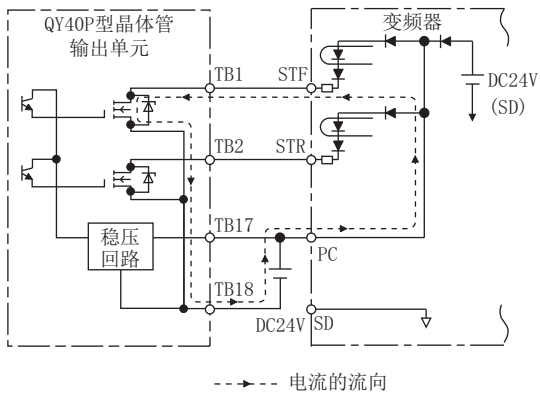 QY40P型晶体管
输出单元
变频器
TB1
STF
DC24V
(SD)
TB2
STR
稳压
回路
TB17
PC
TB18
DC24V
SD
电流的流向